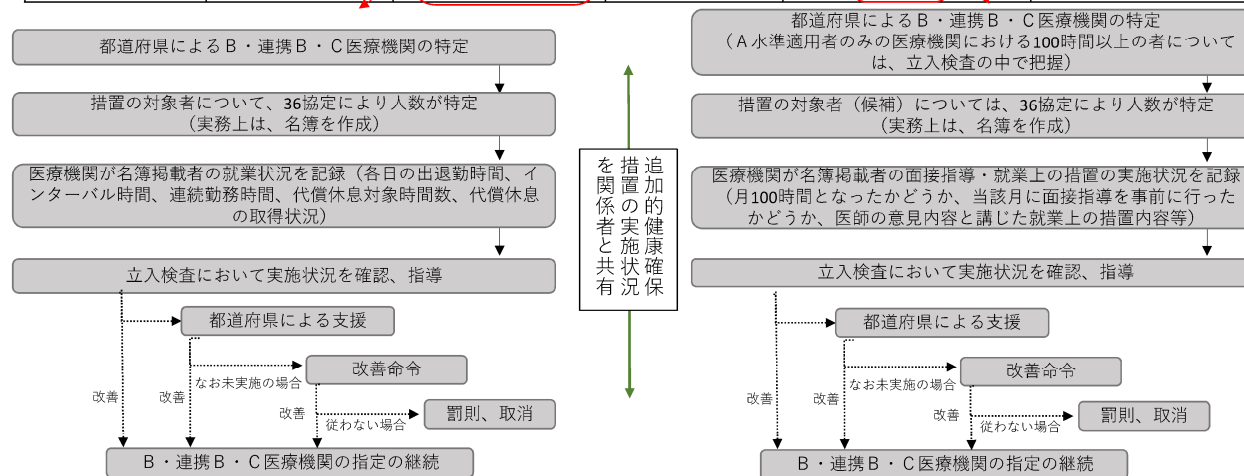 都道府県によるB・連携B・C医療機関の特定
措置の対象者について、36協定により人数が特定
（実務上は、名簿を作成）
医療機関が名簿掲載者の就業状況を記録（各日の出退勤時間、イ
ンターバル時間、連続勤務時間、代償休息対象時間数、代償休息
の取得状況）
立入検査において実施状況を確認、指導
都道府県による支援
改善命令
なお未実施の場合
改善
改善
改善
罰則、取消
従わない場合
B・連携B・C医療機関の指定の継続
追加的健康確保
措置の実施状況
を関係者と共有
都道府県によるB・連携B・C医療機関の特定
（A水準適用者のみの医療機関における100時間以上の者について
は、立入検査の中で把握）
措置の対象者（候補）については、36協定により人数が特定
（実務上は、名簿を作成）
医療機関が名簿掲載者の面接指導・就業上の措置の実施状況を記録
（月100時間となったかどうか、当該月に面接指導を事前に行った
かどうか、医師の意見内容と講じた就業上の措置内容等）
立入検査において実施状況を確認、指導
都道府県による支援
改善命令
なお未実施の場合
改善
改善
改善
罰則、取消
従わない場合
B・連携B・C医療機関の指定の継続